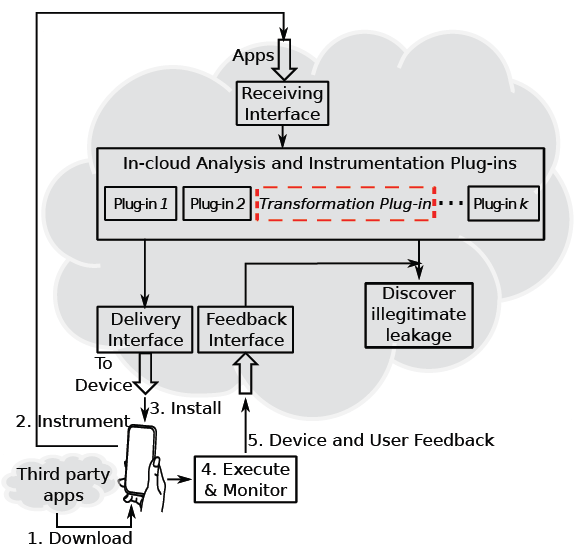 Apps
Receiving
Interface
In-cloud Analysis and Instrumentation Plug-ins
Plug-in 1
Plug-in 2
Transformation Plug-in
...
Plug-in k
Delivery
Interface
Feedback
Interface
Discover
illegitimate
leakage
To
Device
3. Install
2. Instrument
5. Device and User Feedback
4. Execute
& Monitor
Third party
apps
1. Download